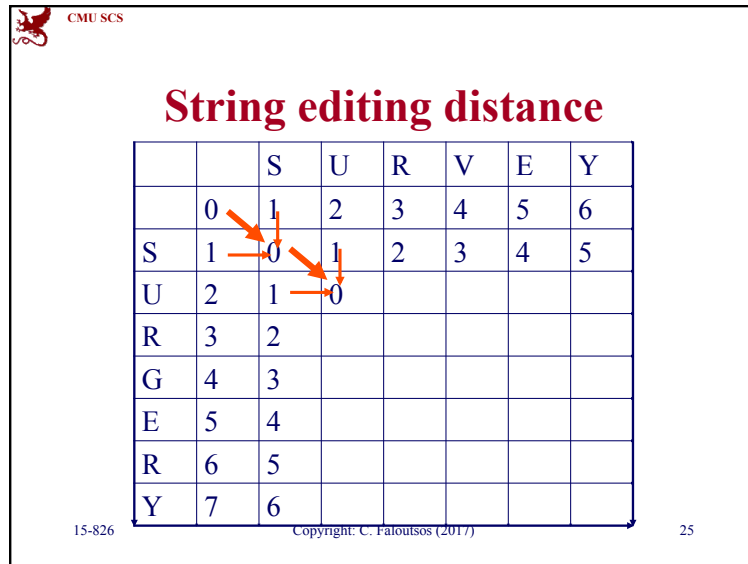 CMU SCS
String editing distance
S U R V E Y
0 1 2 3 4 5 6
S 1 0 1 2 3 4 5
U 2 1 0
R 3 2
G 4 3
E 5 4
R 6 5
Y 7 6
15-826 Copyright: C. Faloutsos (2017) 25